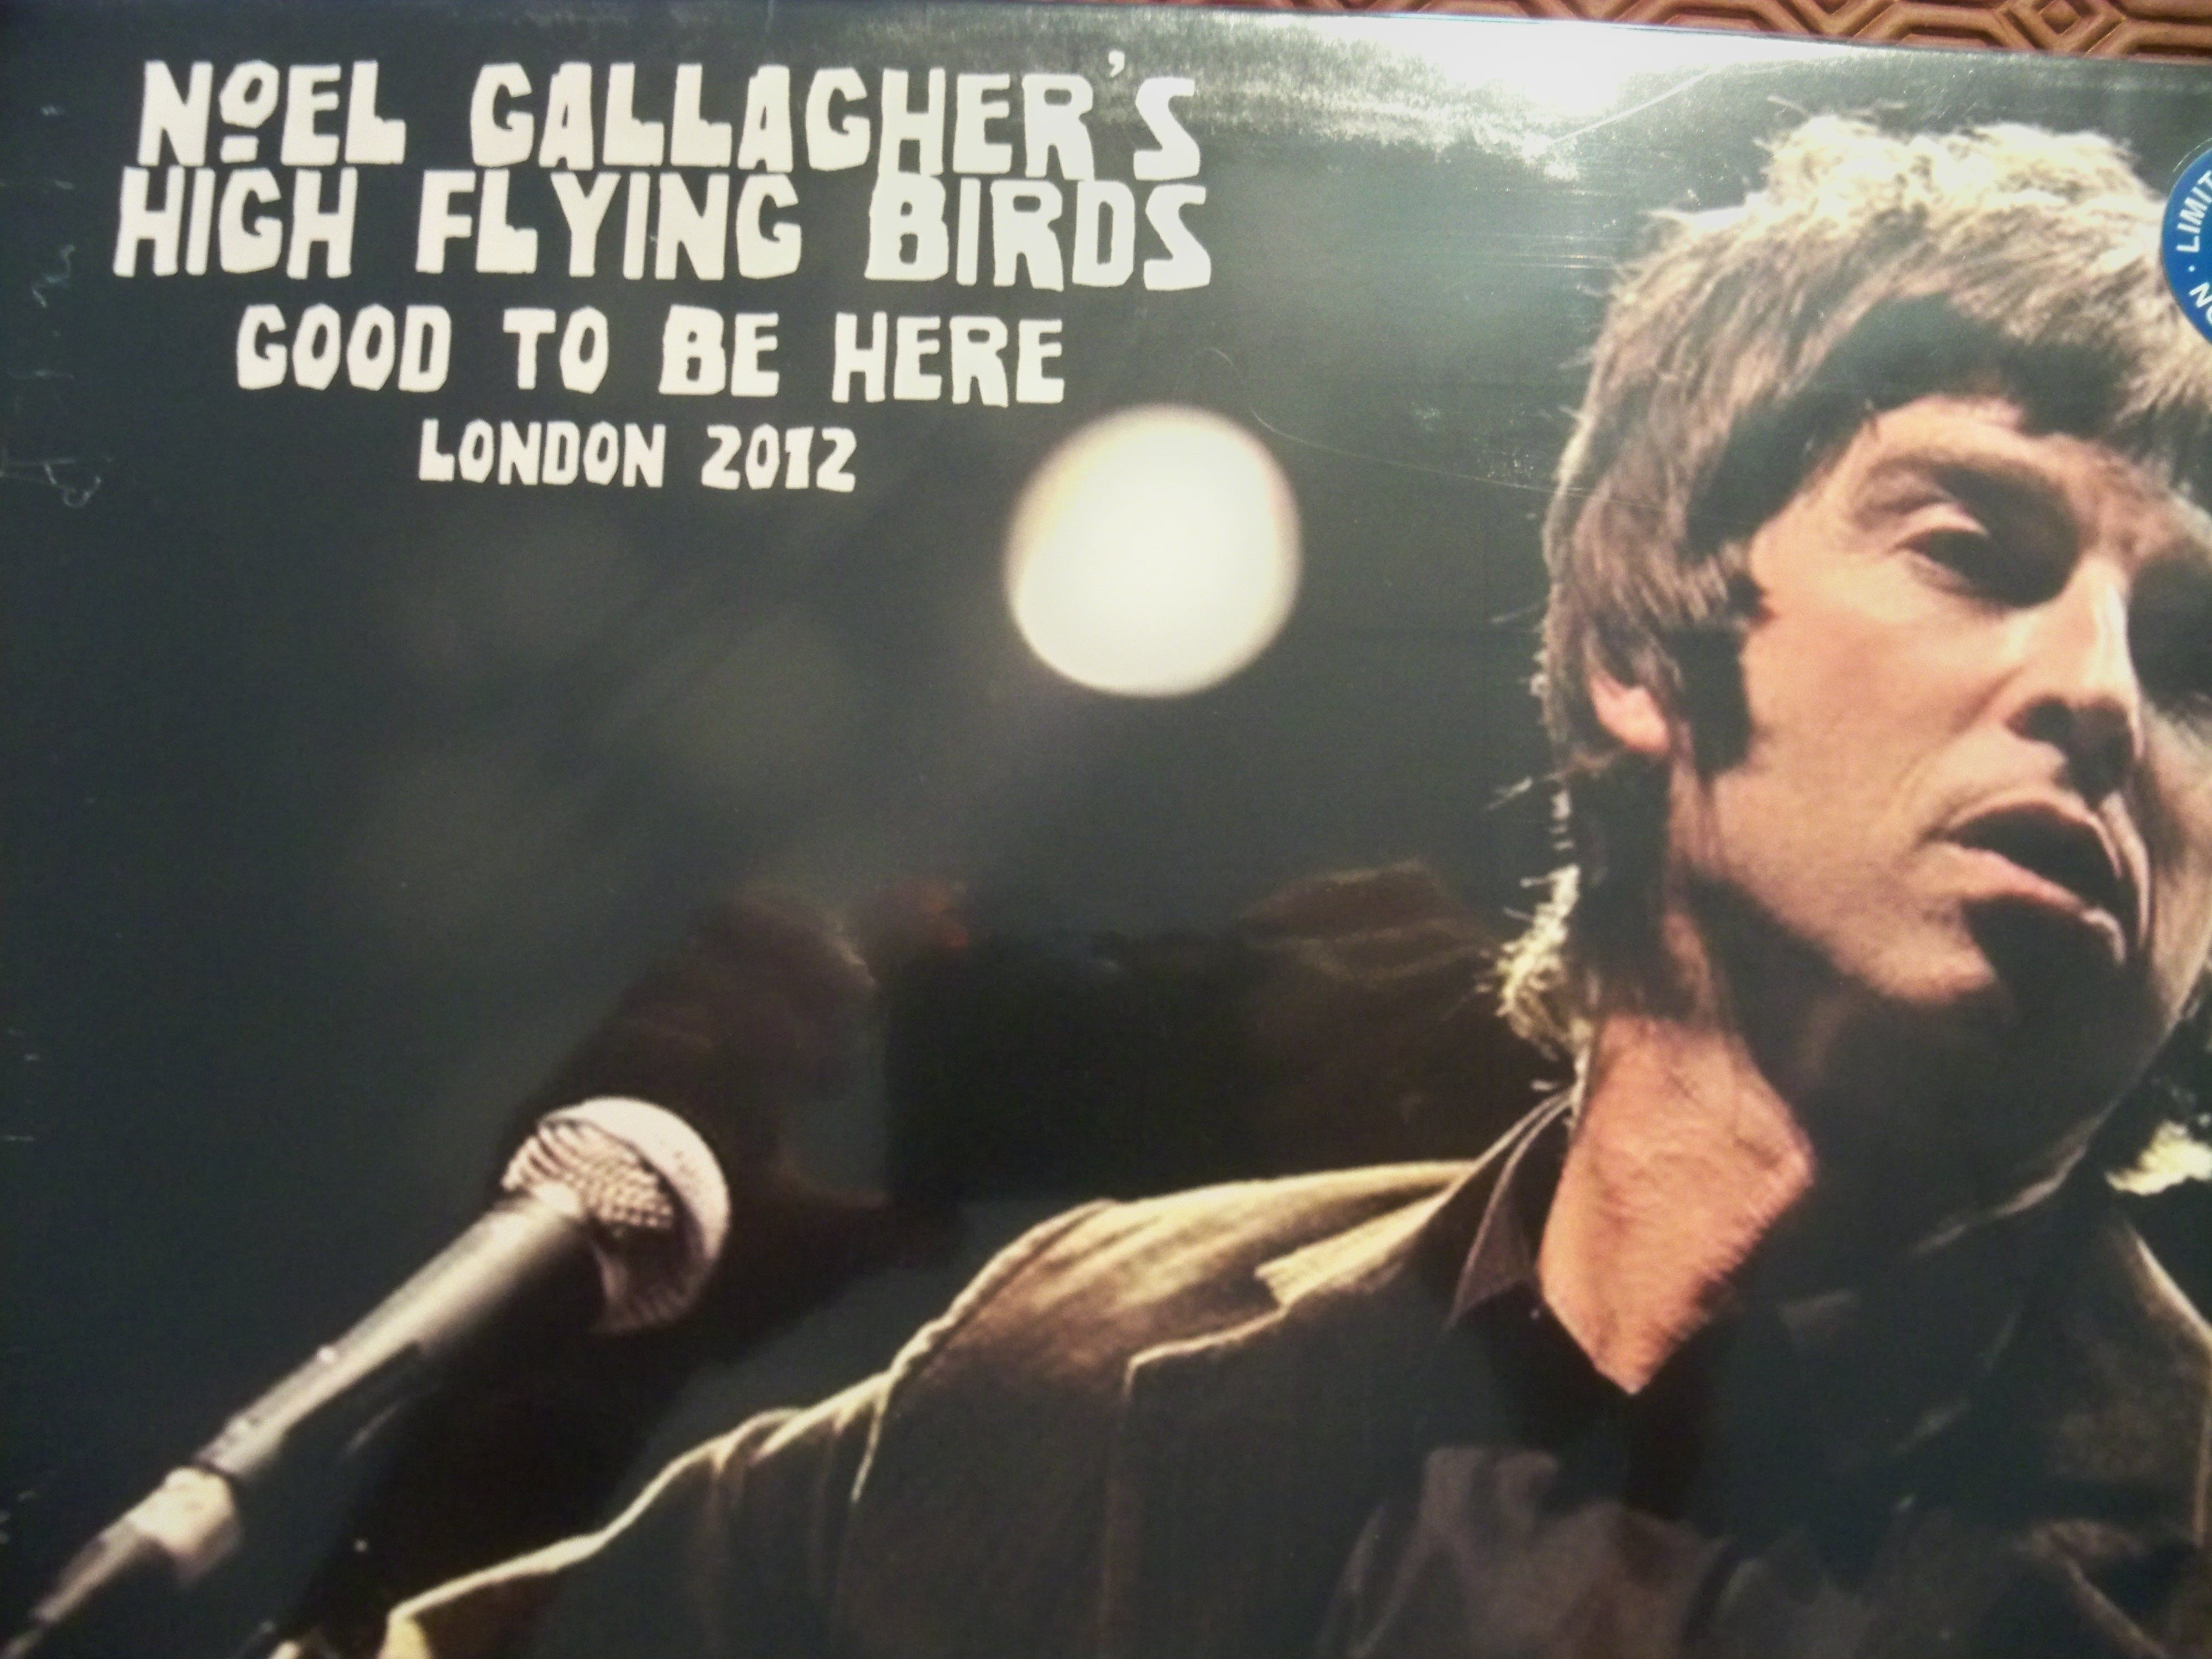 NOEL GALLAGHER'S
HIGH FLYING BIRDS
GOOD TO BE HERE
LONDON 2012